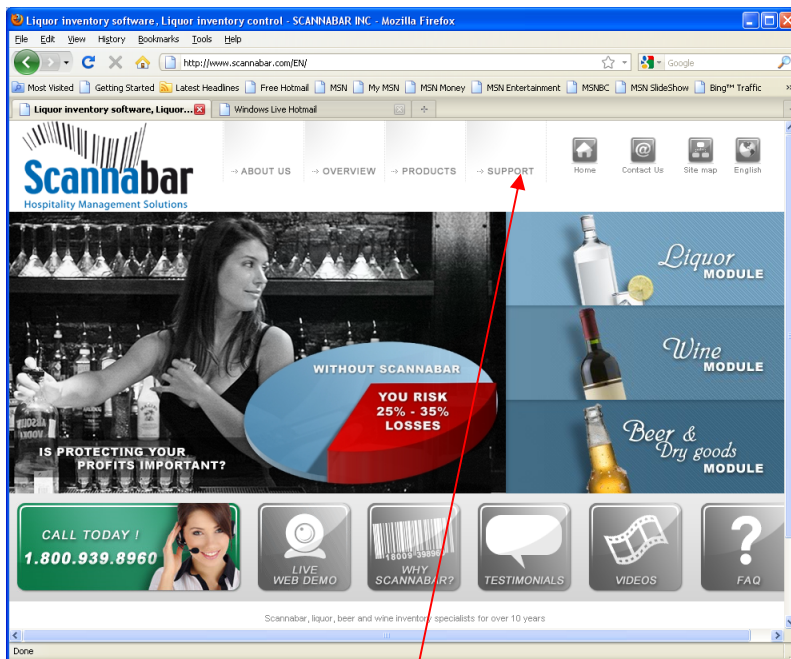 Liquor inventory software, Liquor inventory control - SCANNABAR INC - Mozilla Firefox
File Edit View History Bookmarks Tools Help
http://www.scannabar.com/EN/
Google
Most Visited Getting Started Latest Headlines Free Hotmail MSN My MSN MSN Money MSN Entertainment MSNBC MSN SlideShow Bing™ Traffic »
Liquor inventory software, Liquor... Windows Live Hotmail
Scannabar
Hospitality Management Solutions
→ ABOUT US → OVERVIEW → PRODUCTS → SUPPORT
Home Contact Us Site map English
WITHOUT SCANNABAR
YOU RISK
25% - 35%
LOSSES
IS PROTECTING YOUR
PROFITS IMPORTANT?
Liquor
MODULE
Wine
MODULE
Beer &
Dry goods
MODULE
CALL TODAY !
1.800.939.8960
LIVE
WEB DEMO
WHY
SCANNABAR?
TESTIMONIALS
VIDEOS
?
FAQ
Scannabar, liquor, beer and wine inventory specialists for over 10 years
Done